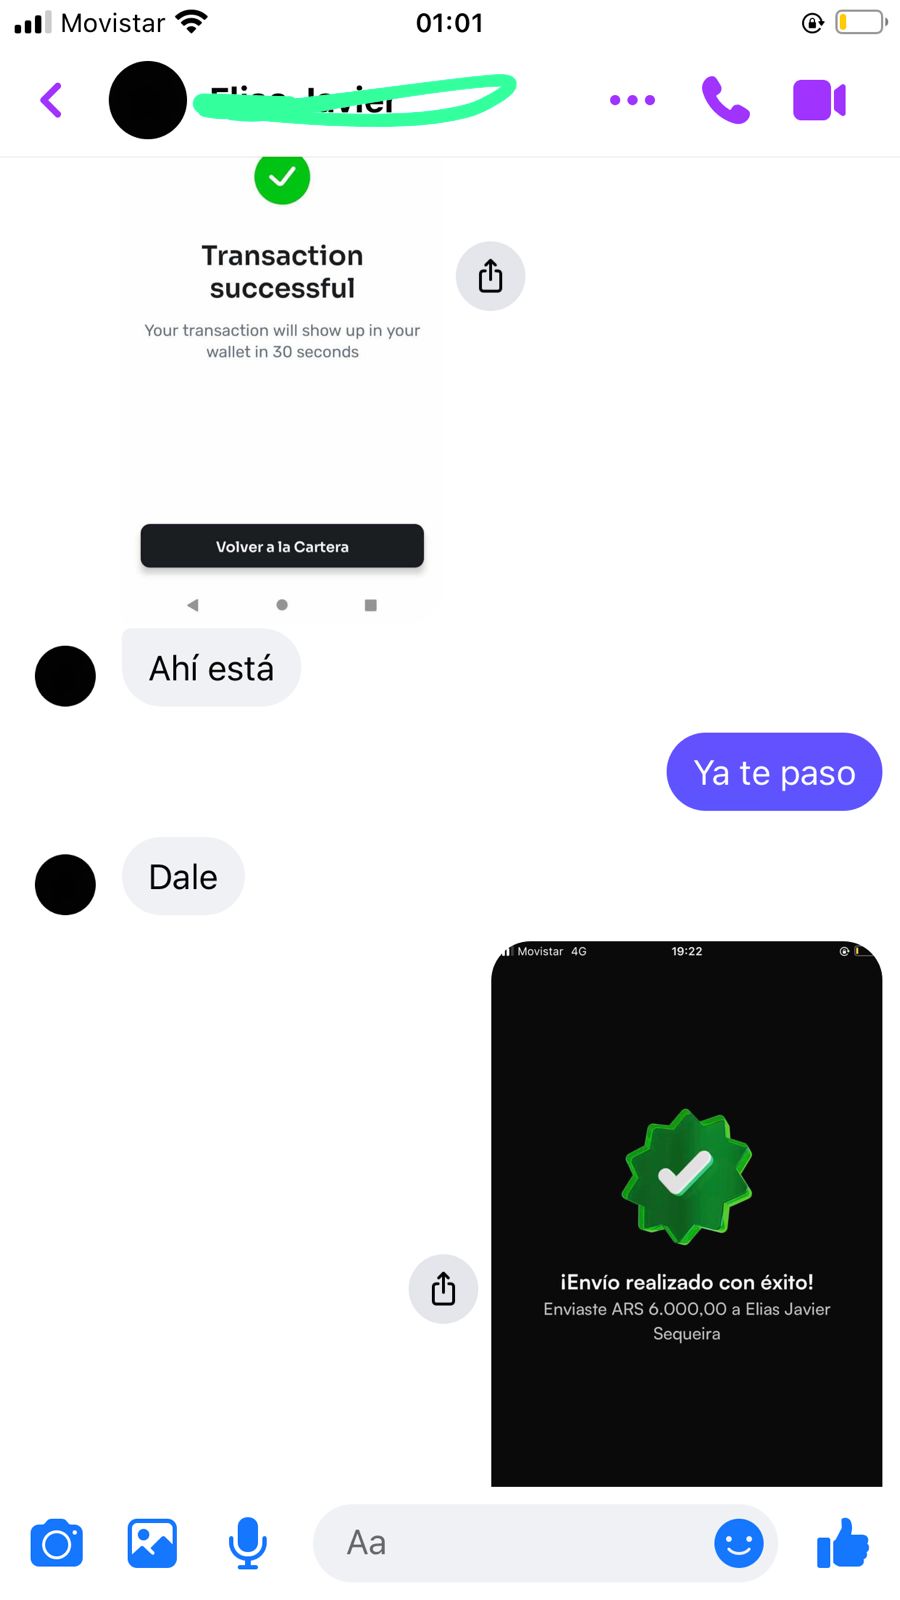 Movistar 01:01
Elias Javier
Transaction
successful
Your transaction will show up in your
wallet in 30 seconds
Volver a la Cartera
Ahí está
Ya te paso
Dale
Movistar 4G 19:22
¡Envío realizado con éxito!
Enviaste ARS 6.000,00 a Elias Javier
Sequeira
Aa